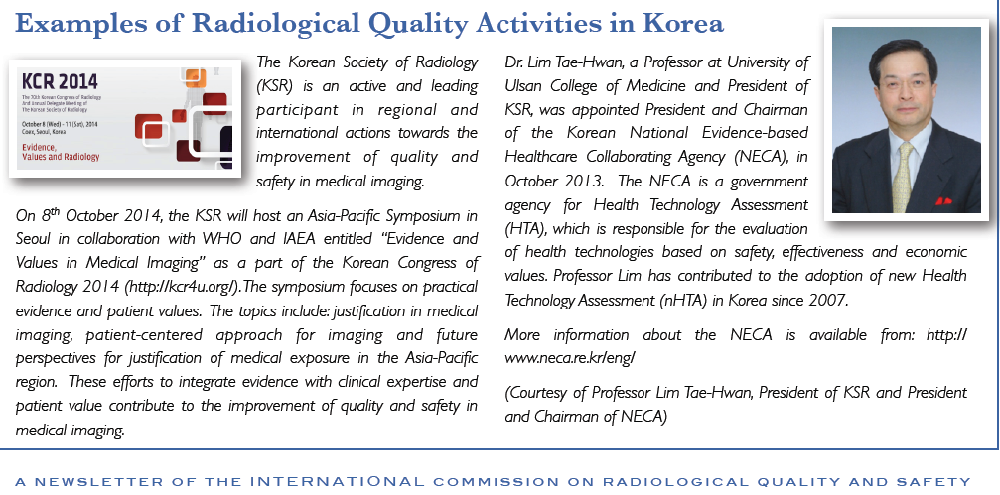 Examples of Radiological Quality Activities in Korea
KCR 2014
The 70th Korean Congress of Radiology
And Annual Delegate Meeting of
The Korean Society of Radiology
October 8 (Wed) - 11 (Sat), 2014
Coex, Seoul, Korea
Evidence,
Values and Radiology
The Korean Society of Radiology
(KSR) is an active and leading
participant in regional and
international actions towards the
improvement of quality and
safety in medical imaging.
On 8th October 2014, the KSR will host an Asia-Pacific Symposium in
Seoul in collaboration with WHO and IAEA entitled “Evidence and
Values in Medical Imaging” as a part of the Korean Congress of
Radiology 2014 (http://kcr4u.org/). The symposium focuses on practical
evidence and patient values. The topics include: justification in medical
imaging, patient-centered approach for imaging and future
perspectives for justification of medical exposure in the Asia-Pacific
region. These efforts to integrate evidence with clinical expertise and
patient value contribute to the improvement of quality and safety in
medical imaging.
Dr. Lim Tae-Hwan, a Professor at University of
Ulsan College of Medicine and President of
KSR, was appointed President and Chairman
of the Korean National Evidence-based
Healthcare Collaborating Agency (NECA), in
October 2013. The NECA is a government
agency for Health Technology Assessment
(HTA), which is responsible for the evaluation
of health technologies based on safety, effectiveness and economic
values. Professor Lim has contributed to the adoption of new Health
Technology Assessment (nHTA) in Korea since 2007.
More information about the NECA is available from: http://
www.neca.re.kr/eng/
(Courtesy of Professor Lim Tae-Hwan, President of KSR and President
and Chairman of NECA)
A NEWSLETTER OF THE INTERNATIONAL COMMISSION ON RADIOLOGICAL QUALITY AND SAFETY